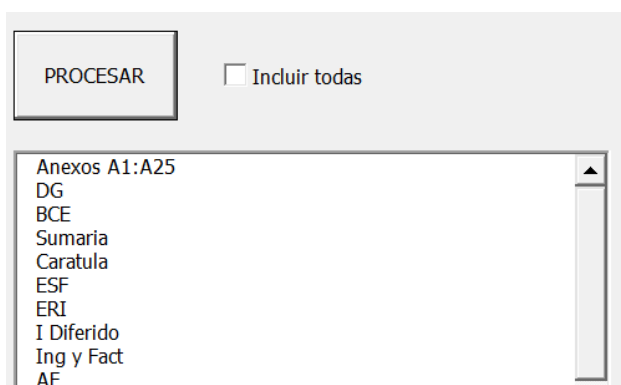 PROCESAR
Incluir todas
Anexos A1:A25
DG
BCE
Sumaria
Caratula
ESF
ERI
I Diferido
Ing y Fact